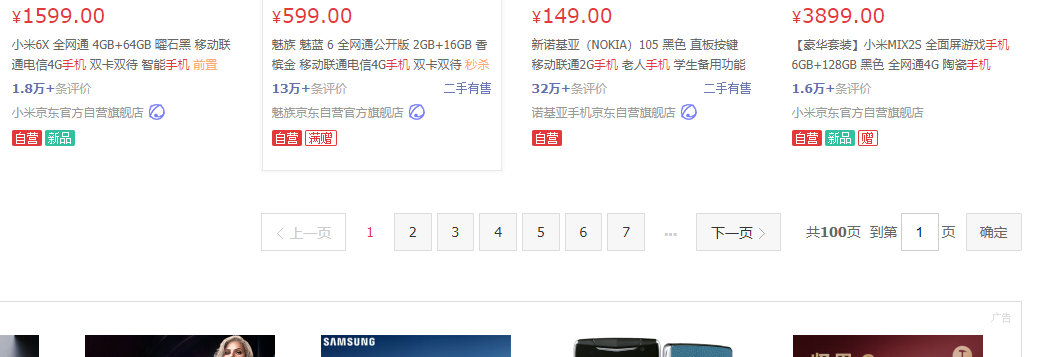 ¥1599.00
小米6X 全网通 4GB+64GB 曜石黑 移动联
通电信4G手机 双卡双待 智能手机 前置
1.8万+条评价
小米京东官方自营旗舰店
自营 新品
¥599.00
魅族 魅蓝 6 全网通公开版 2GB+16GB 香
槟金 移动联通电信4G手机 双卡双待 秒杀
13万+条评价 二手有售
魅族京东自营官方旗舰店
自营 满赠
¥149.00
新诺基亚（NOKIA）105 黑色 直板按键
移动联通2G手机 老人手机 学生备用功能
32万+条评价 二手有售
诺基亚手机京东自营旗舰店
自营
¥3899.00
【豪华套装】小米MIX2S 全面屏游戏手机
6GB+128GB 黑色 全网通4G 陶瓷手机
1.6万+条评价
小米京东官方自营旗舰店
自营 新品 赠
上一页 1 2 3 4 5 6 7 ... 下一页 共100页 到第 1 页 确定
广告
SAMSUNG